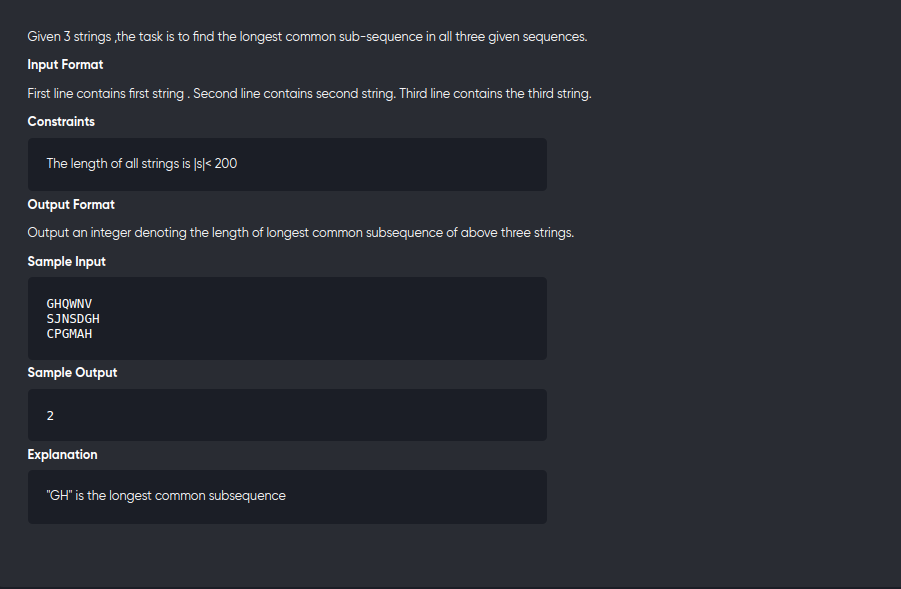 Given 3 strings ,the task is to find the longest common sub-sequence in all three given sequences.
Input Format
First line contains first string . Second line contains second string. Third line contains the third string.
Constraints
The length of all strings is |s|< 200
Output Format
Output an integer denoting the length of longest common subsequence of above three strings.
Sample Input
GHQWNV
SJNSDGH
CPGMAH
Sample Output
2
Explanation
"GH" is the longest common subsequence